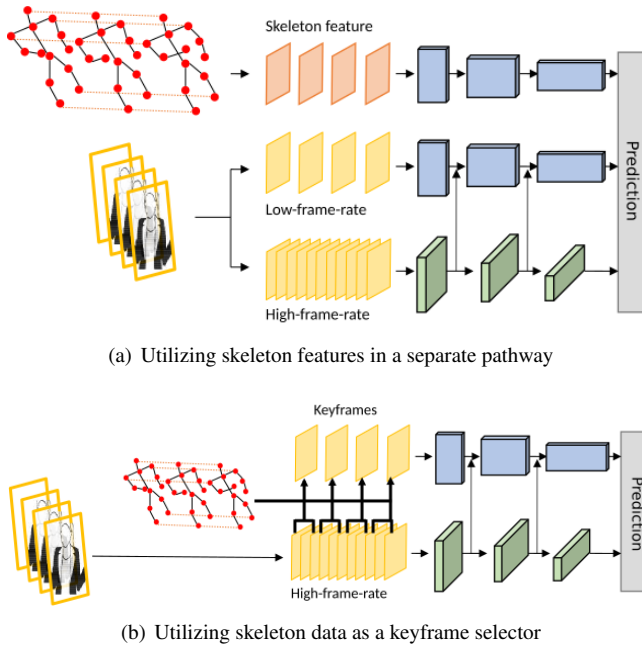 Skeleton feature
Low-frame-rate
High-frame-rate
Prediction
(a) Utilizing skeleton features in a separate pathway
Keyframes
High-frame-rate
Prediction
(b) Utilizing skeleton data as a keyframe selector